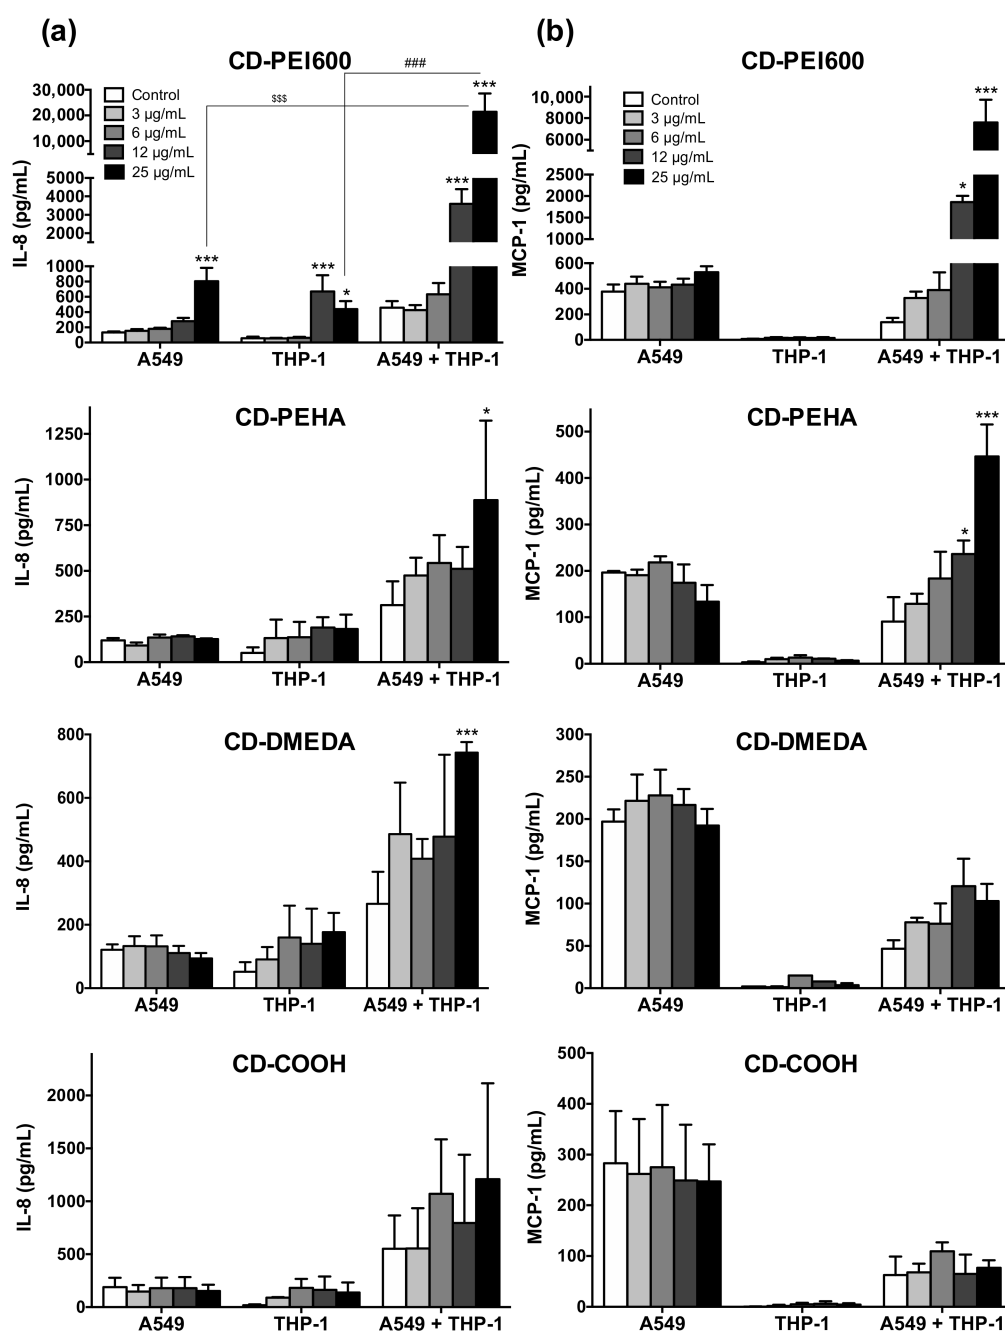 (a)
(b)
CD-PEI600
CD-PEI600
###
$$$
***
***
30,000
20,000
10,000
5000
4000
3000
2000
1000
800
600
400
200
0
IL-8 (pg/mL)
Control
3 µg/mL
6 µg/mL
12 µg/mL
25 µg/mL
***
***
***
*
A549
THP-1
A549 + THP-1
10,000
8000
6000
2500
2000
1500
1000
600
400
200
0
MCP-1 (pg/mL)
Control
3 µg/mL
6 µg/mL
12 µg/mL
25 µg/mL
*
A549
THP-1
A549 + THP-1
CD-PEHA
1250
1000
750
500
250
0
IL-8 (pg/mL)
*
A549
THP-1
A549 + THP-1
CD-PEHA
500
400
300
200
100
0
MCP-1 (pg/mL)
***
*
A549
THP-1
A549 + THP-1
CD-DMEDA
800
600
400
200
0
IL-8 (pg/mL)
***
A549
THP-1
A549 + THP-1
CD-DMEDA
300
250
200
150
100
50
0
MCP-1 (pg/mL)
A549
THP-1
A549 + THP-1
CD-COOH
2000
1500
1000
500
0
IL-8 (pg/mL)
A549
THP-1
A549 + THP-1
CD-COOH
500
400
300
200
100
0
MCP-1 (pg/mL)
A549
THP-1
A549 + THP-1